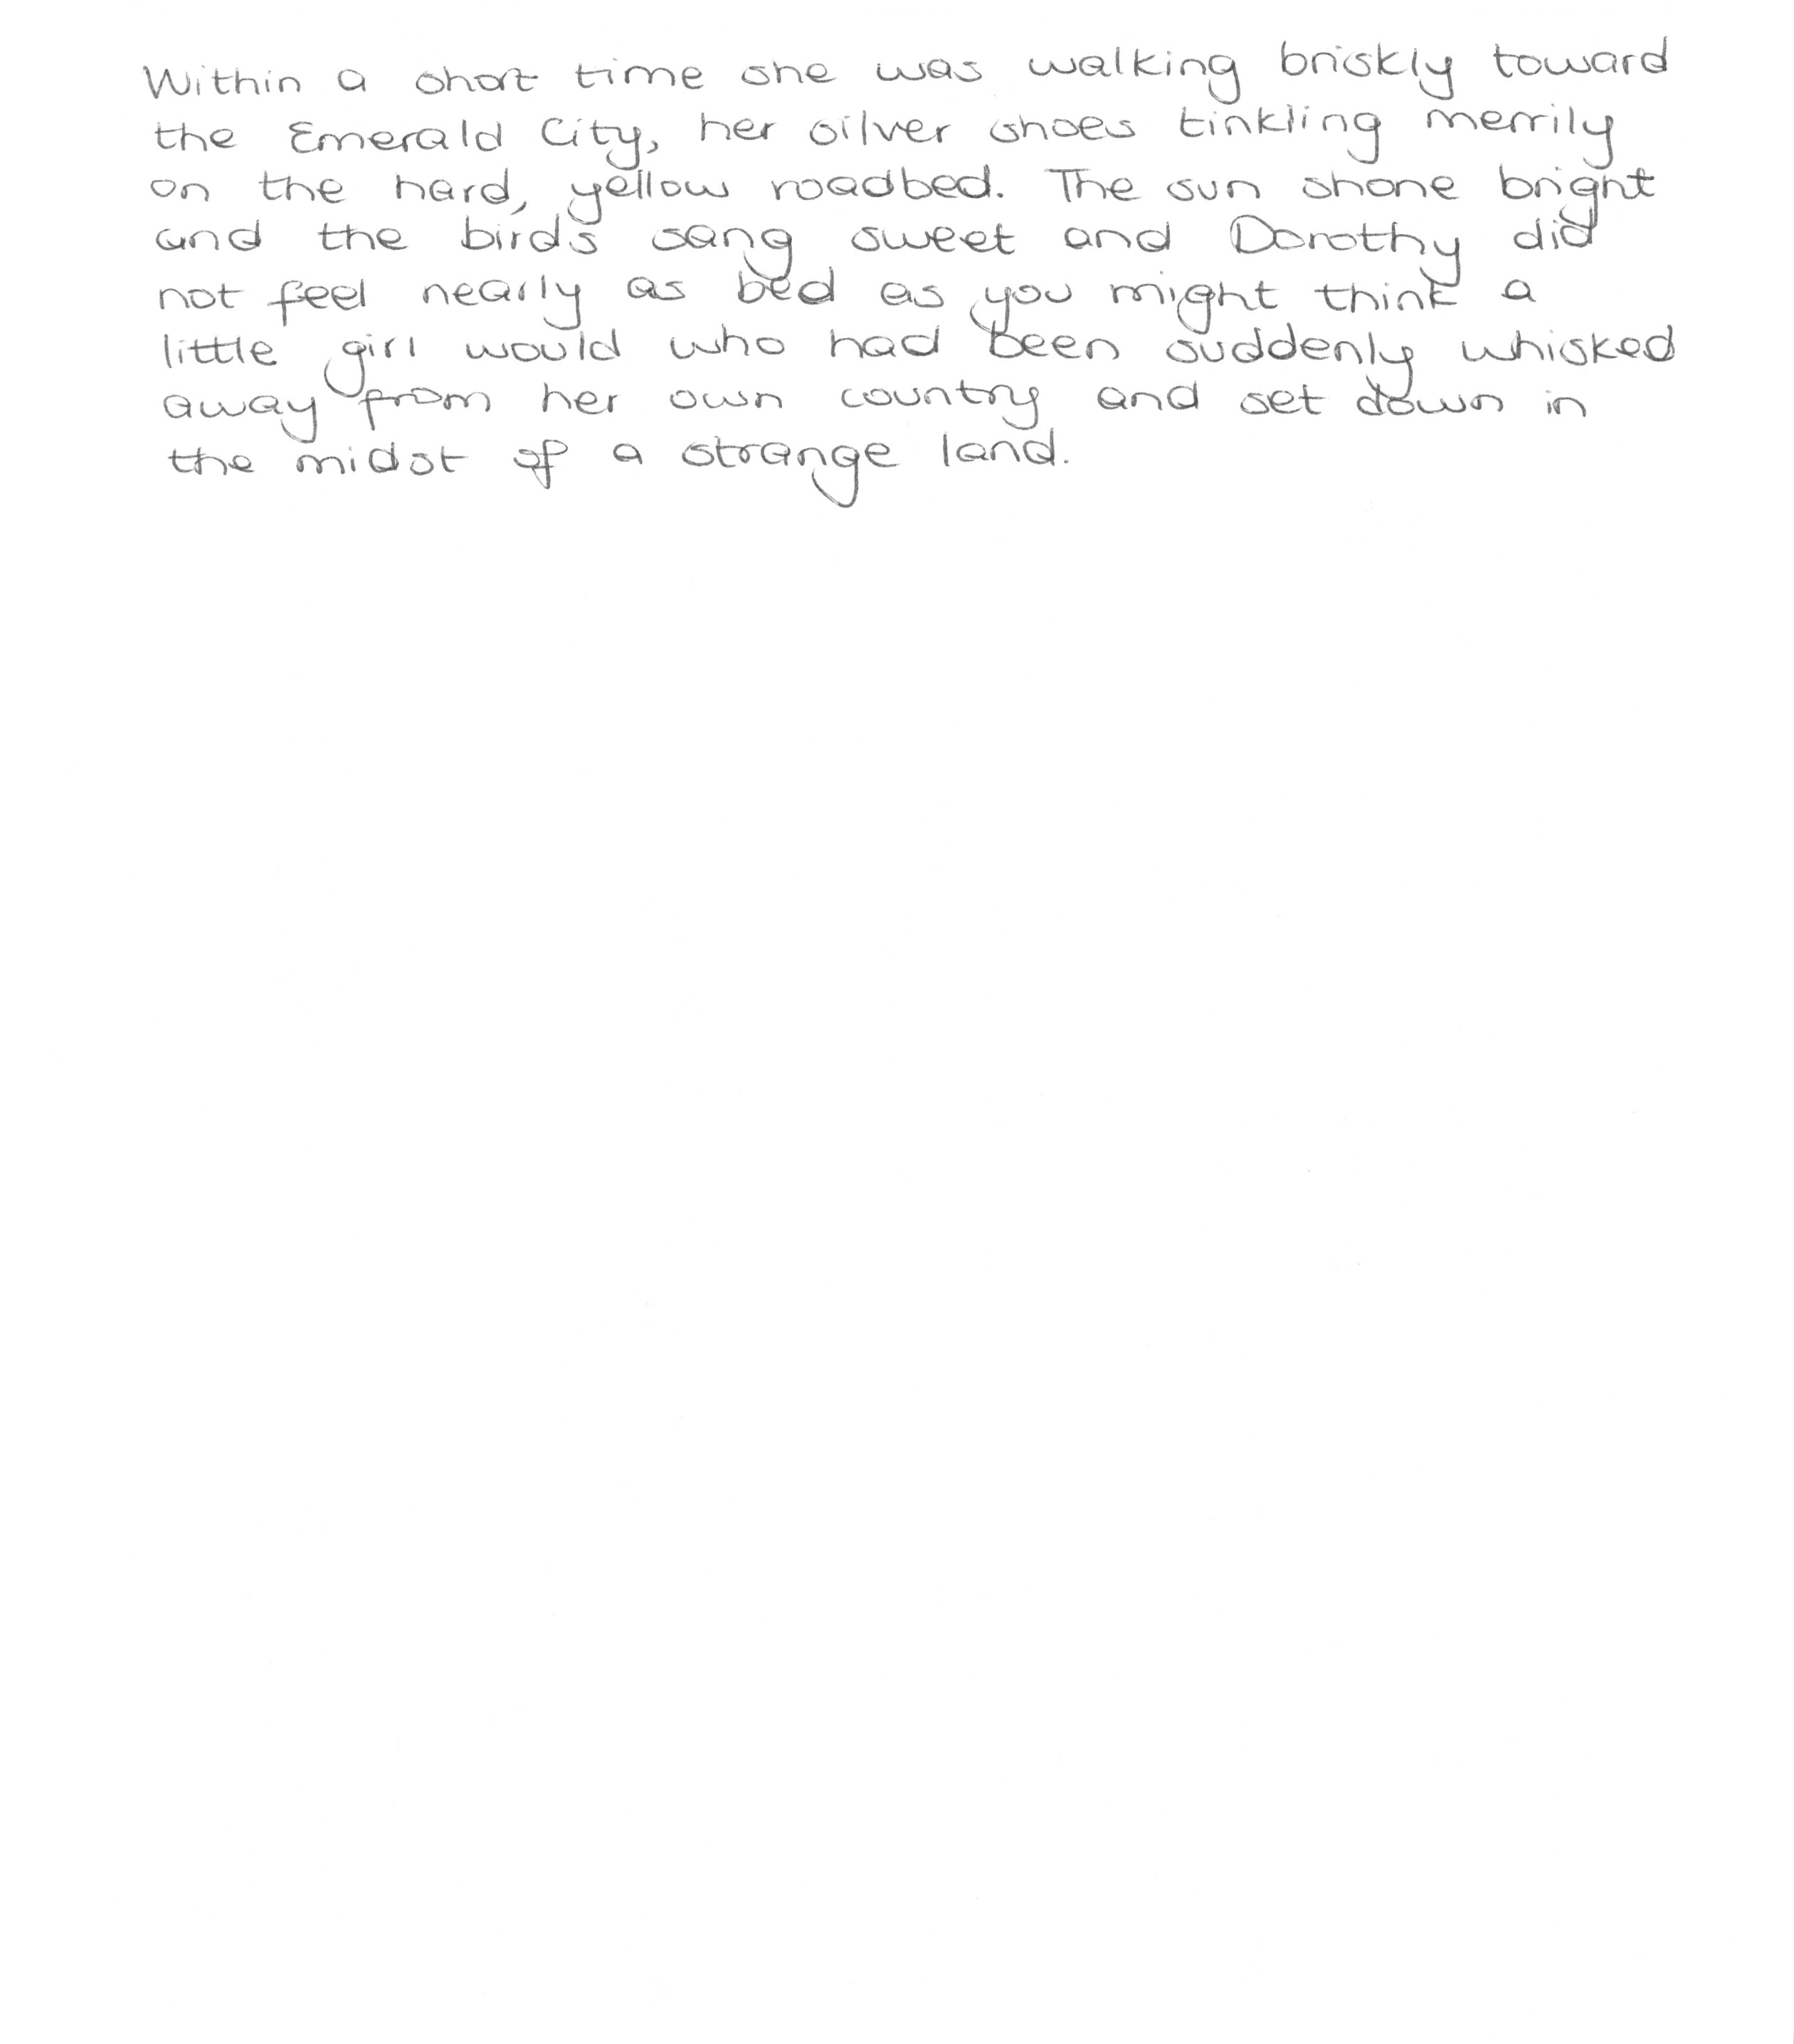 Within a short time she was walking briskly toward
the Emerald City, her silver shoes tinkling merrily
on the hard, yellow roadbed. The sun shone bright
and the birds sang sweet and Dorothy did
not feel nearly as bad as you might think a
little girl would who had been suddenly whisked
away from her own country and set down in
the midst of a strange land.